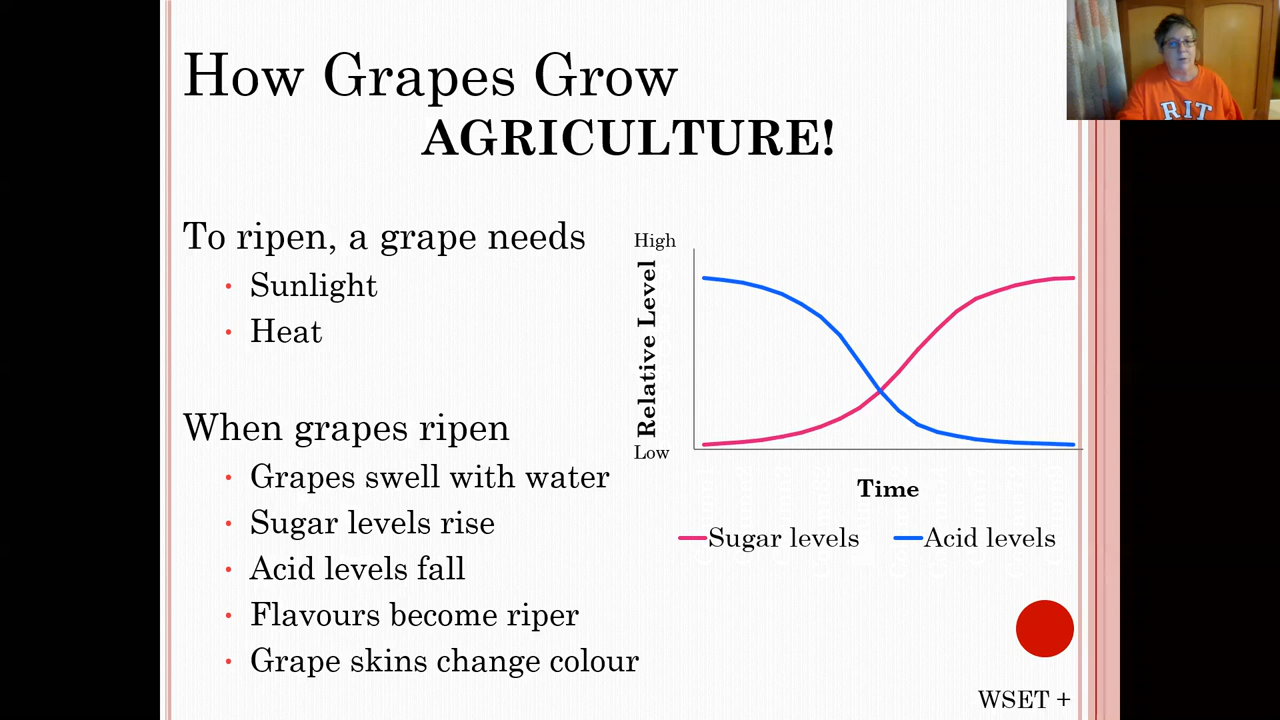 How Grapes Grow
AGRICULTURE!
RIT
To ripen, a grape needs
• Sunlight
• Heat
When grapes ripen
• Grapes swell with water
• Sugar levels rise
• Acid levels fall
• Flavours become riper
• Grape skins change colour
High
Relative Level
Low
Time
Sugar levels
Acid levels
WSET +